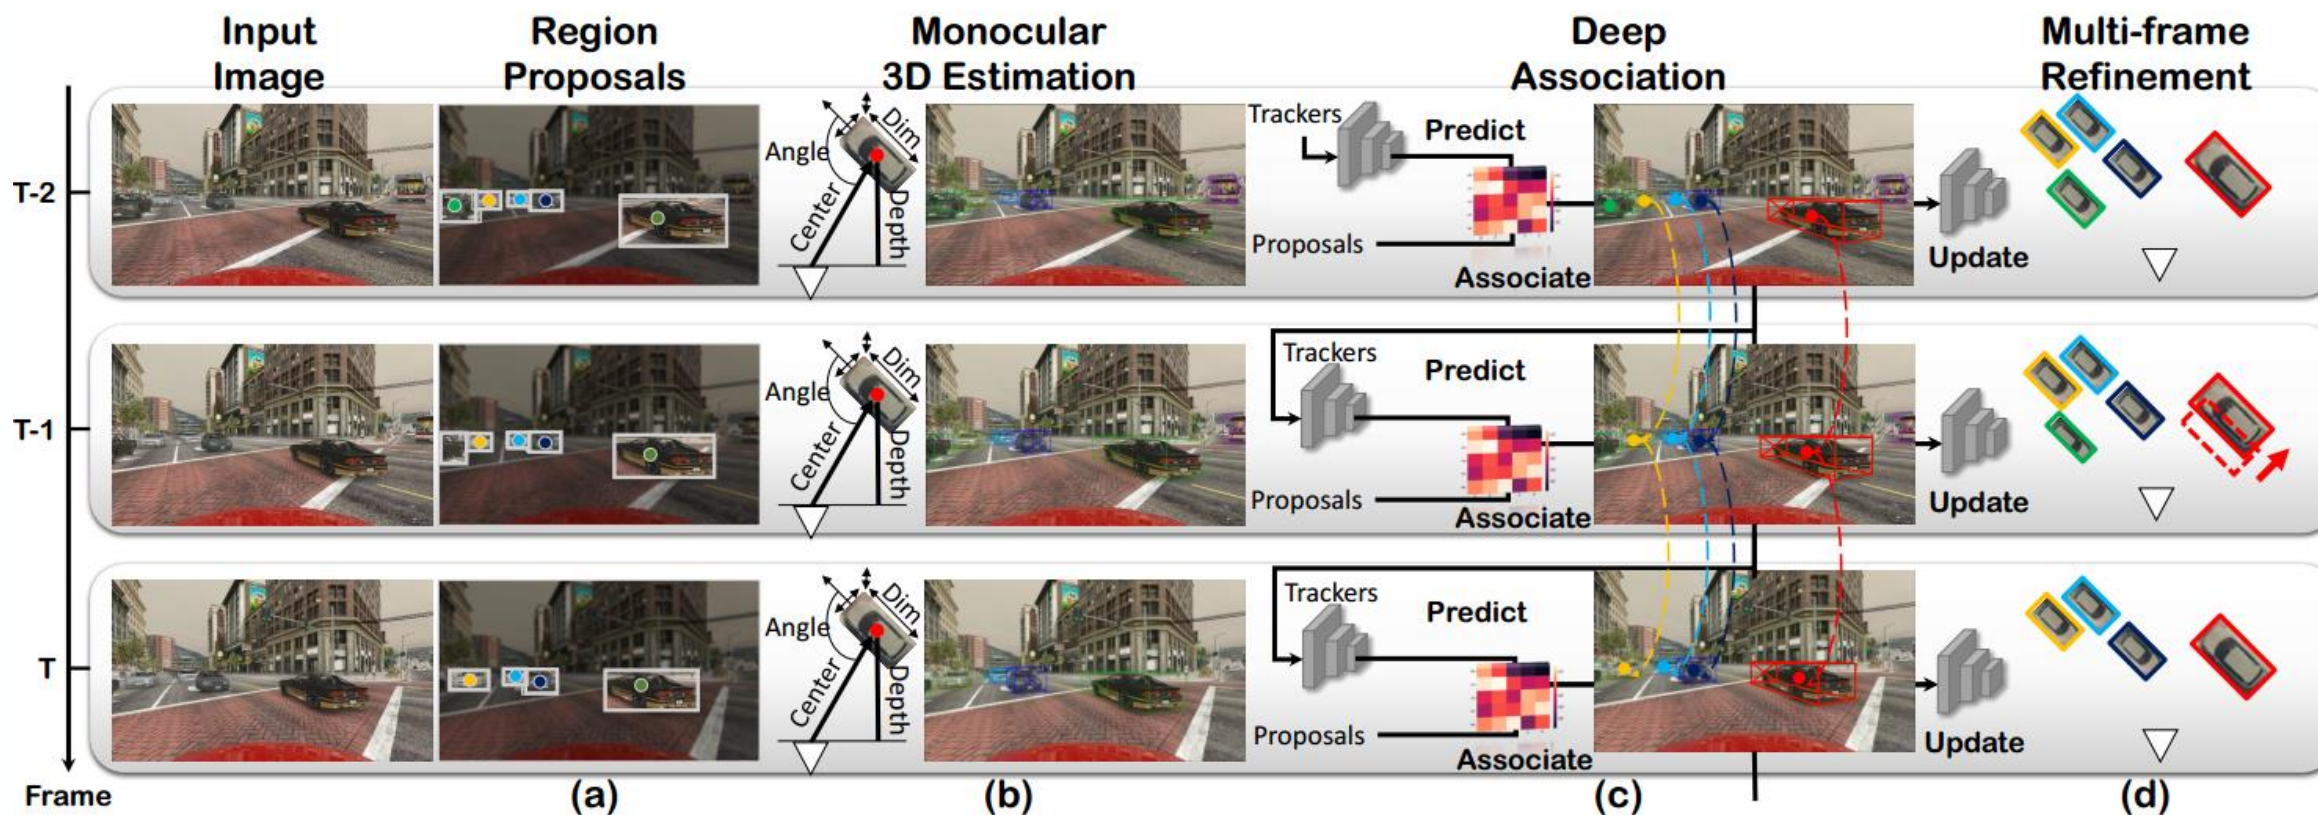 Input
Image
Region
Proposals
Monocular
3D Estimation
Deep
Association
Multi-frame
Refinement
T-2
Angle
Dim
Center
Depth
Trackers
Predict
Proposals
Associate
Update
T-1
Angle
Dim
Center
Depth
Trackers
Predict
Proposals
Associate
Update
T
Angle
Dim
Center
Depth
Trackers
Predict
Proposals
Associate
Update
Frame
(a)
(b)
(c)
(d)